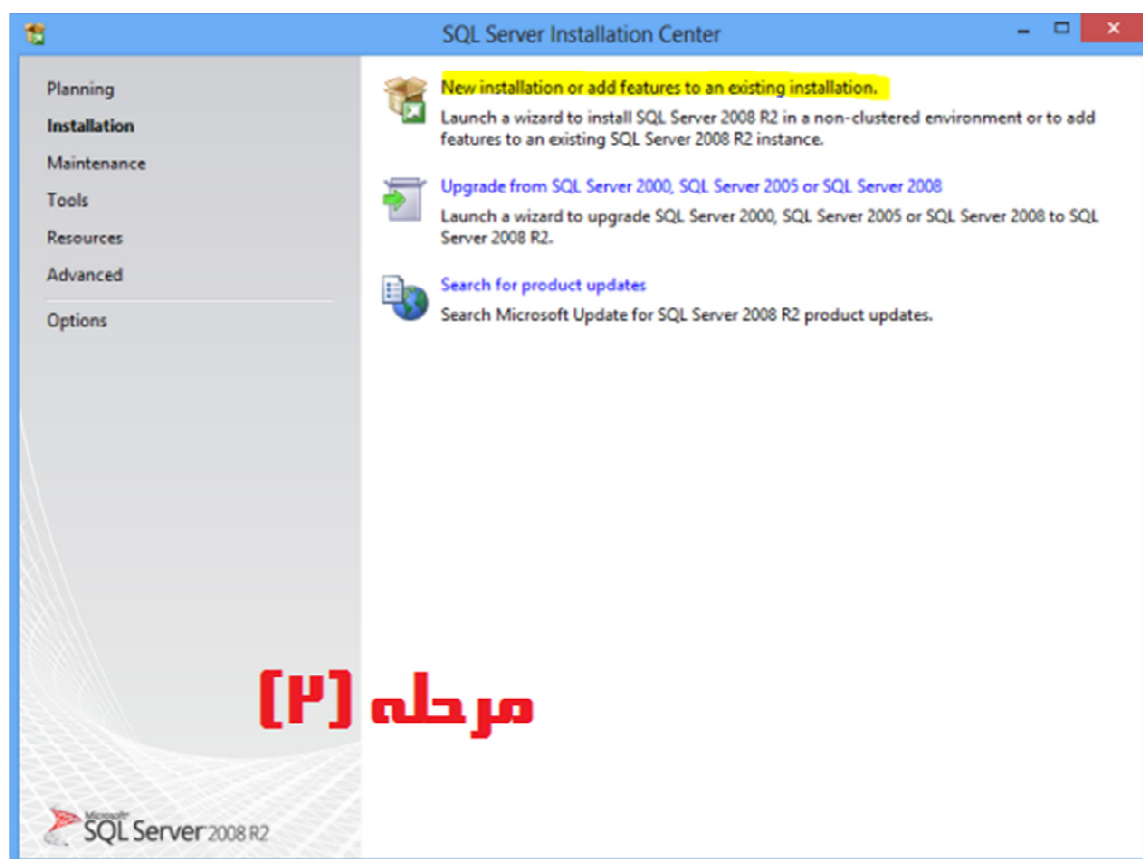 SQL Server Installation Center
Planning
Installation
Maintenance
Tools
Resources
Advanced
Options
New installation or add features to an existing installation.
Launch a wizard to install SQL Server 2008 R2 in a non-clustered environment or to add
features to an existing SQL Server 2008 R2 instance.
Upgrade from SQL Server 2000, SQL Server 2005 or SQL Server 2008
Launch a wizard to upgrade SQL Server 2000, SQL Server 2005 or SQL Server 2008 to SQL
Server 2008 R2.
Search for product updates
Search Microsoft Update for SQL Server 2008 R2 product updates.
مرحله [۲]
Microsoft
SQL Server 2008 R2